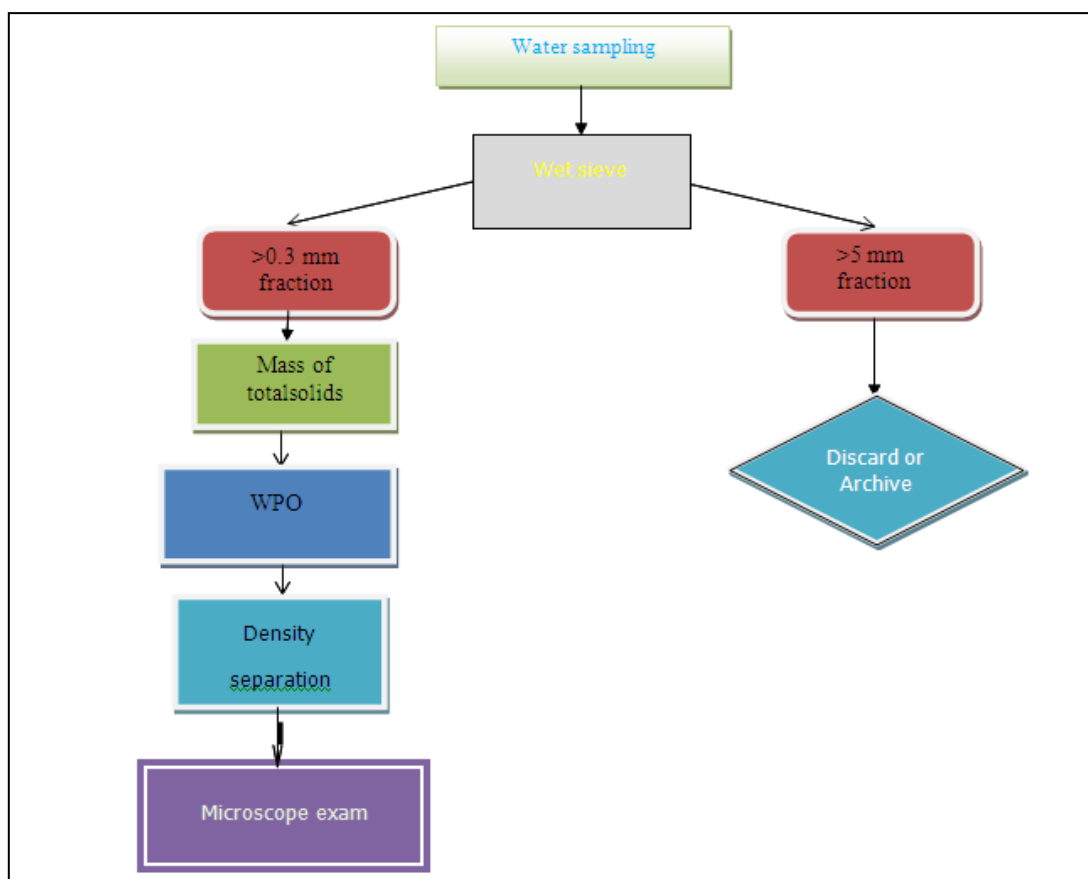 Water sampling
Wet sieve
>0.3 mm
fraction
>5 mm
fraction
Mass of
totalsolids
Discard or
Archive
WPO
Density
separation
Microscope exam